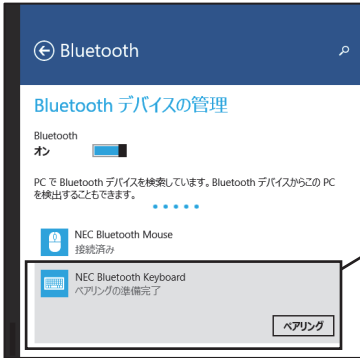 Bluetooth
Bluetooth デバイスの管理
Bluetooth
オン
PC で Bluetooth デバイスを検索しています。Bluetooth デバイスからこの PC
を検出することもできます。
NEC Bluetooth Mouse
接続済み
NEC Bluetooth Keyboard
ペアリングの準備完了
ペアリング